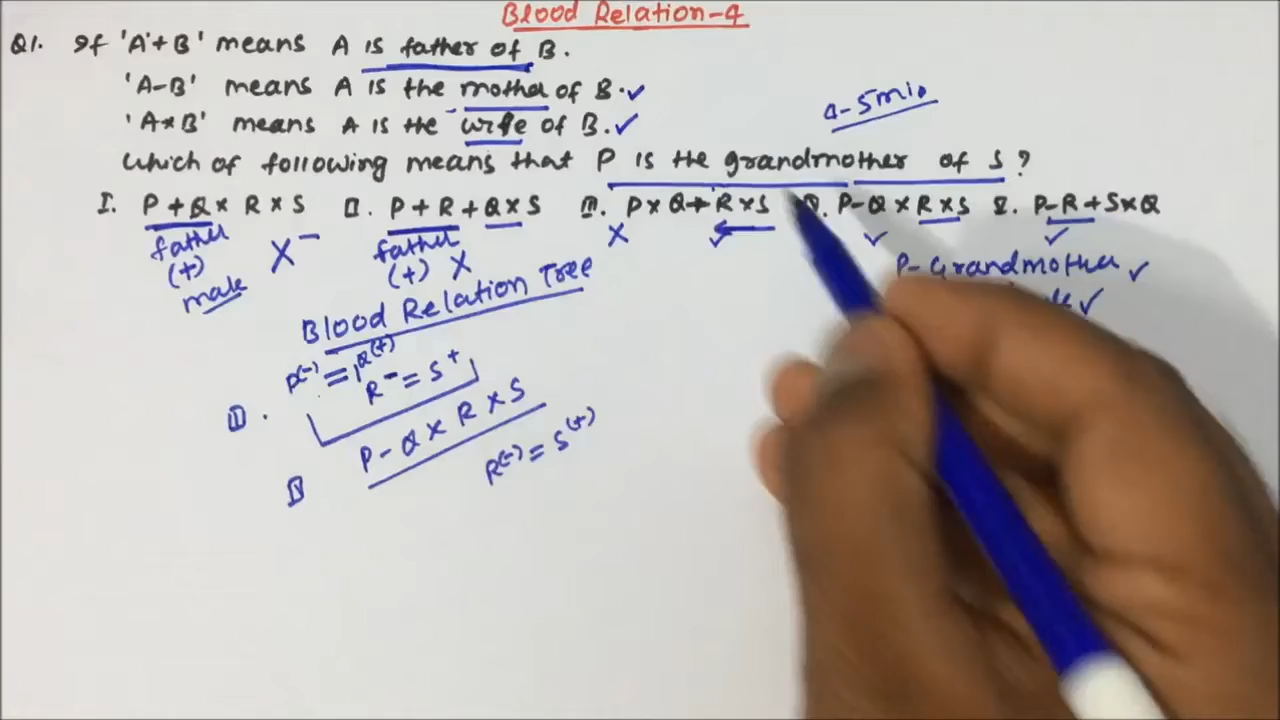 Blood Relation-4
Q1. If 'A+B' means A is father of B.
'A-B' means A is the mother of B.✓
'A×B' means A is the wife of B.✓
4-5min
Which of following means that P is the grandmother of S?
I. P+Q×R×S II. P+R+Q×S III. P×Q+R×S P-Q×R×S V. P-R+S×Q
father (+) male X -
father (+) X
X ✓ ✓ ✓
P-Grandmother ✓
✓
Blood Relation Tree
P(-) = Q(+)
R- = S+
P-Q×R×S
R(-) = S(+)